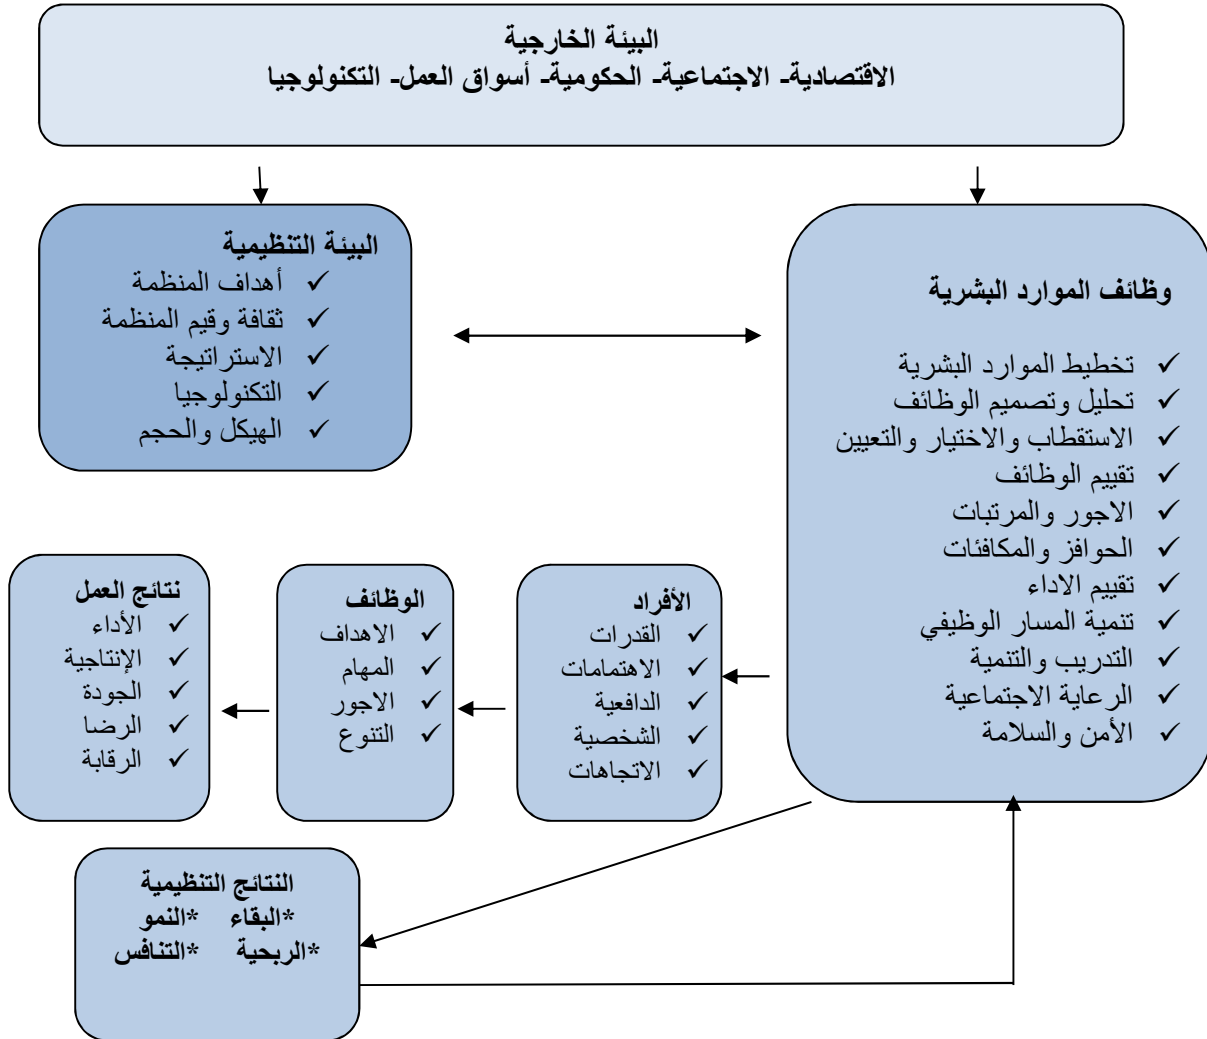 البيئة الخارجية
الاقتصادية- الاجتماعية- الحكومية- أسواق العمل- التكنولوجيا
وظائف الموارد البشرية
✓ تخطيط الموارد البشرية
✓ تحليل وتصميم الوظائف
✓ الاستقطاب والاختيار والتعيين
✓ تقييم الوظائف
✓ الاجور والمرتبات
✓ الحوافز والمكافئات
✓ تقييم الاداء
✓ تنمية المسار الوظيفي
✓ التدريب والتنمية
✓ الرعاية الاجتماعية
✓ الأمن والسلامة
البيئة التنظيمية
✓ أهداف المنظمة
✓ ثقافة وقيم المنظمة
✓ الاستراتيجة
✓ التكنولوجيا
✓ الهيكل والحجم
الأفراد
✓ القدرات
✓ الاهتمامات
✓ الدافعية
✓ الشخصية
✓ الاتجاهات
الوظائف
✓ الاهداف
✓ المهام
✓ الاجور
✓ التنوع
نتائج العمل
✓ الأداء
✓ الإنتاجية
✓ الجودة
✓ الرضا
✓ الرقابة
النتائج التنظيمية
*البقاء *النمو
*الربحية *التنافس